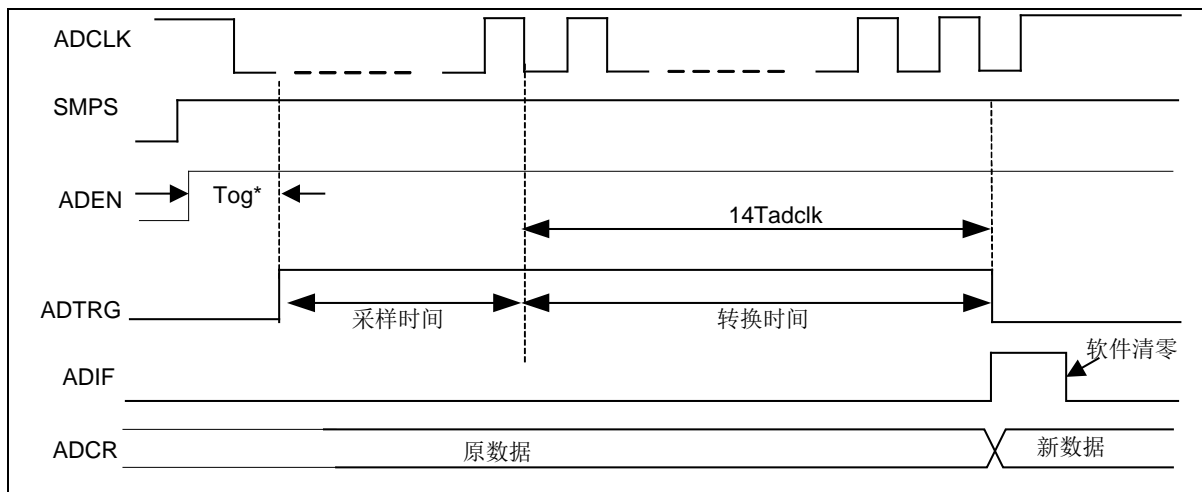 ADCLK
SMPS
ADEN
Tog*
14Tadclk
ADTRG
采样时间
转换时间
ADIF
软件清零
ADCR
原数据
新数据